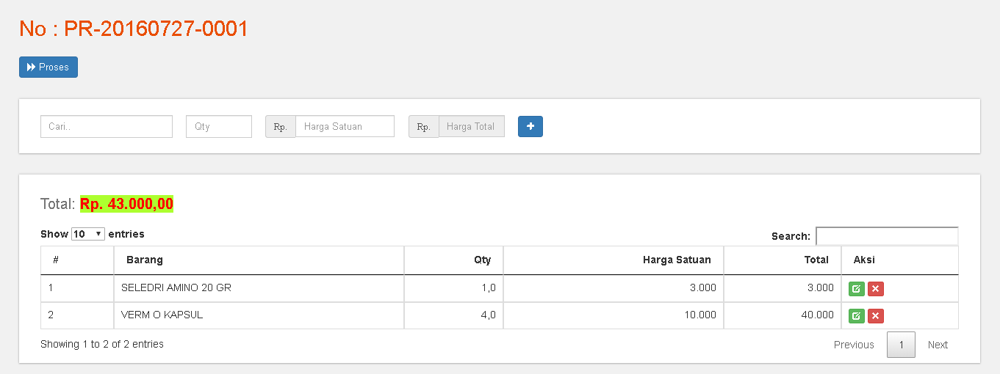 No : PR-20160727-0001
Proses
Cari.. Qty Rp. Harga Satuan Rp. Harga Total
Total: Rp. 43.000,00
Show 10 entries Search:
# Barang Qty Harga Satuan Total Aksi
1 SELEDRI AMINO 20 GR 1,0 3.000 3.000
2 VERM O KAPSUL 4,0 10.000 40.000
Showing 1 to 2 of 2 entries Previous 1 Next